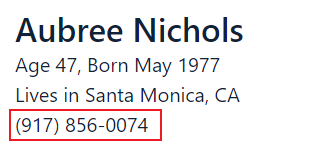 Aubree Nichols
Age 47, Born May 1977
Lives in Santa Monica, CA
(917) 856-0074